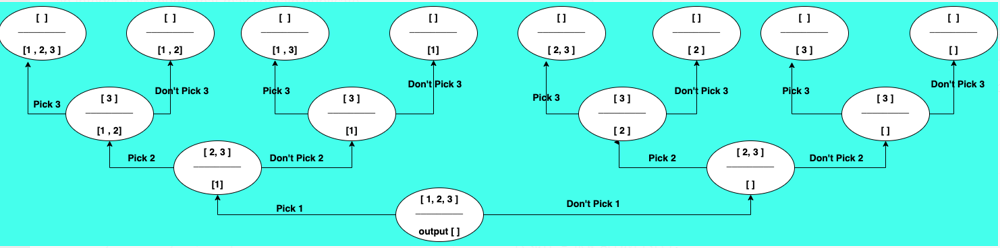 [ ] [ ] [ ] [ ] [ ] [ ] [ ] [ ]
[1 , 2, 3 ] [1 , 2] [1 , 3] [1] [ 2, 3 ] [ 2 ] [ 3 ] [ ]
Pick 3 Don't Pick 3 Pick 3 Don't Pick 3 Pick 3 Don't Pick 3 Pick 3 Don't Pick 3
[ 3 ] [ 3 ] [ 3 ] [ 3 ]
[1 , 2] [1] [ 2 ] [ ]
Pick 2 Don't Pick 2 Pick 2 Don't Pick 2
[ 2, 3 ] [ 2, 3 ]
[1] [ ]
Pick 1 Don't Pick 1
[ 1, 2, 3 ]
output [ ]